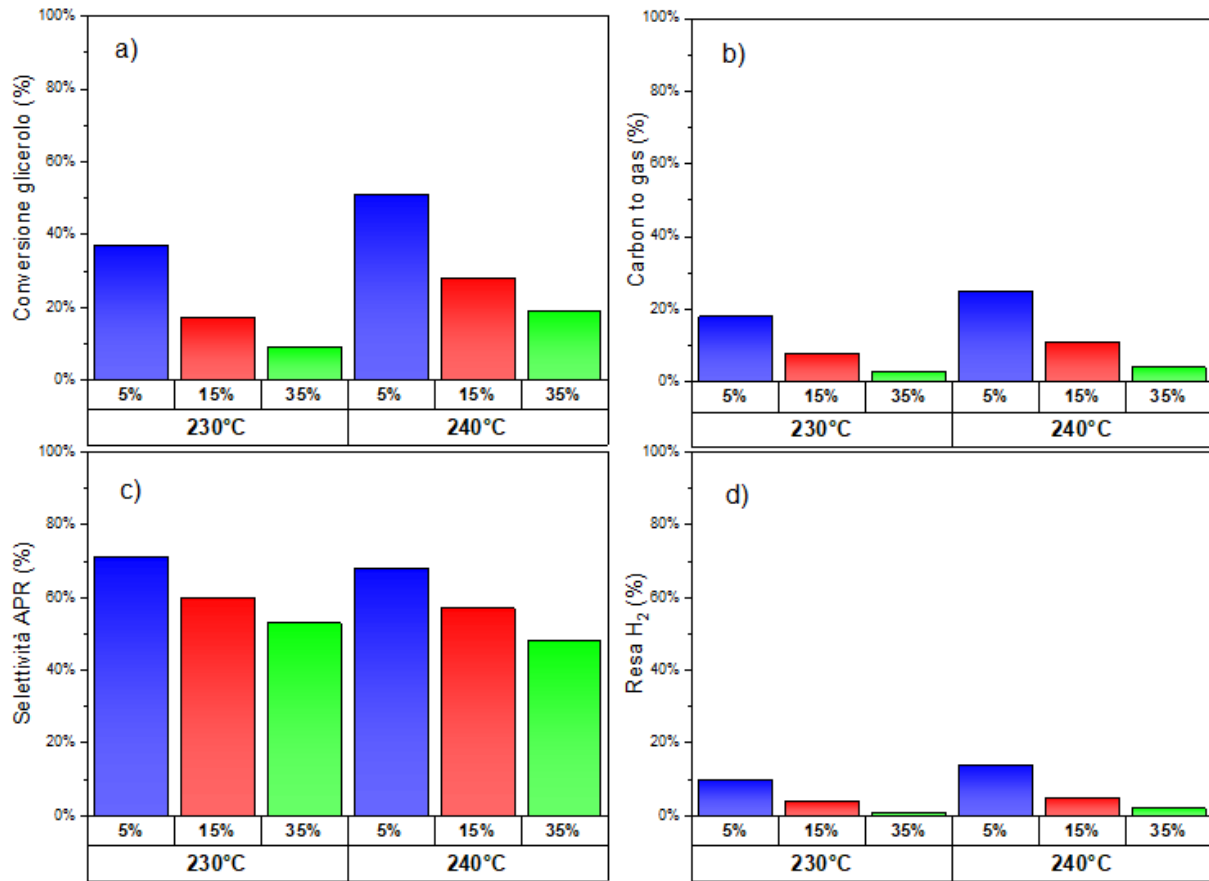 a)
Conversione glicerolo (%)
100%
80%
60%
40%
20%
0%
5% 15% 35% 5% 15% 35%
230°C 240°C
b)
Carbon to gas (%)
100%
80%
60%
40%
20%
0%
5% 15% 35% 5% 15% 35%
230°C 240°C
c)
Selettività APR (%)
100%
80%
60%
40%
20%
0%
5% 15% 35% 5% 15% 35%
230°C 240°C
d)
Resa H₂ (%)
100%
80%
60%
40%
20%
0%
5% 15% 35% 5% 15% 35%
230°C 240°C